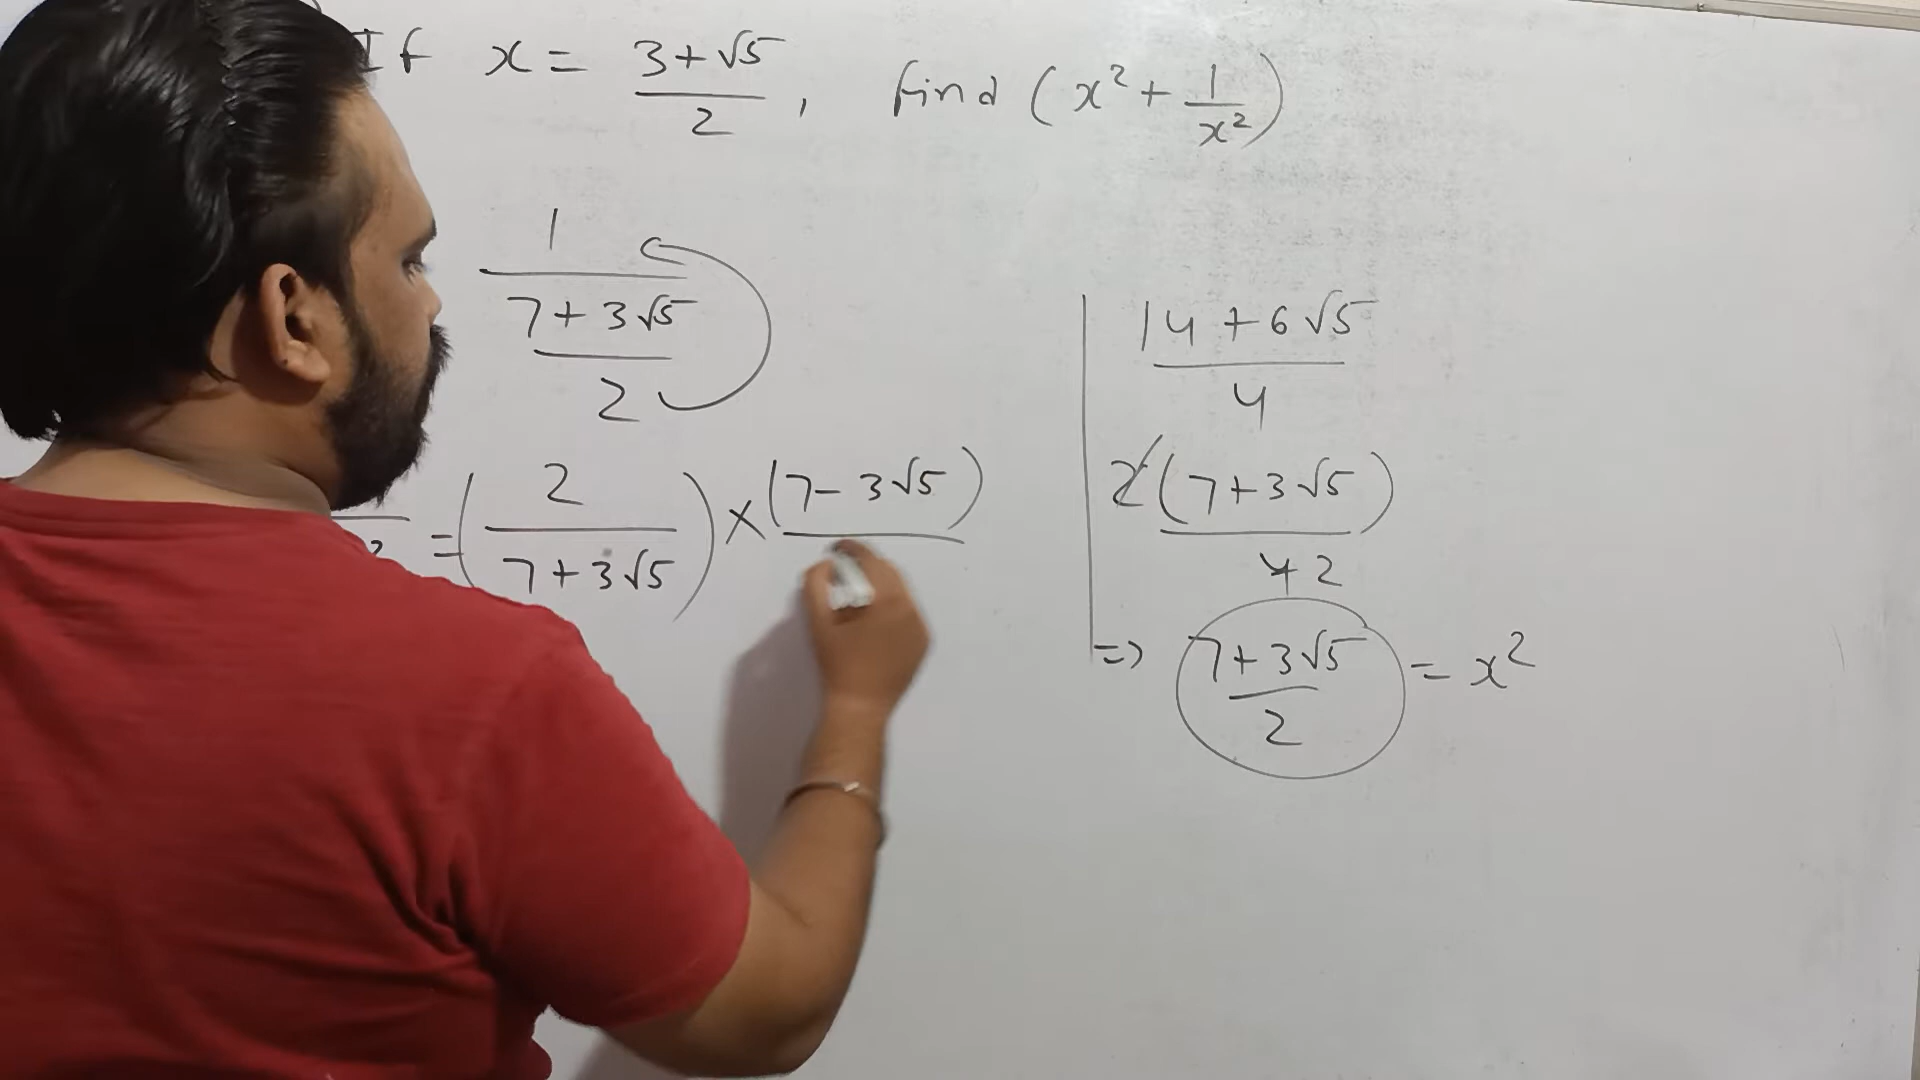 If x = 3+√5 / 2 , find (x² + 1/x²)
1
7+3√5
2
= (2 / 7+3√5) × (7-3√5)
14+6√5
4
2(7+3√5)
4 2
=> 7+3√5 / 2 = x²